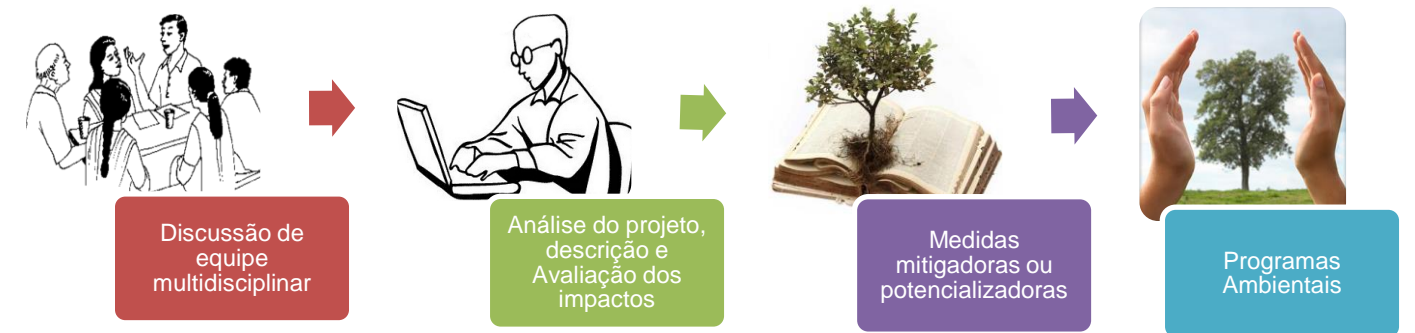 Discussão de
equipe
multidisciplinar
Análise do projeto,
descrição e
Avaliação dos
impactos
Medidas
mitigadoras ou
potencializadoras
Programas
Ambientais